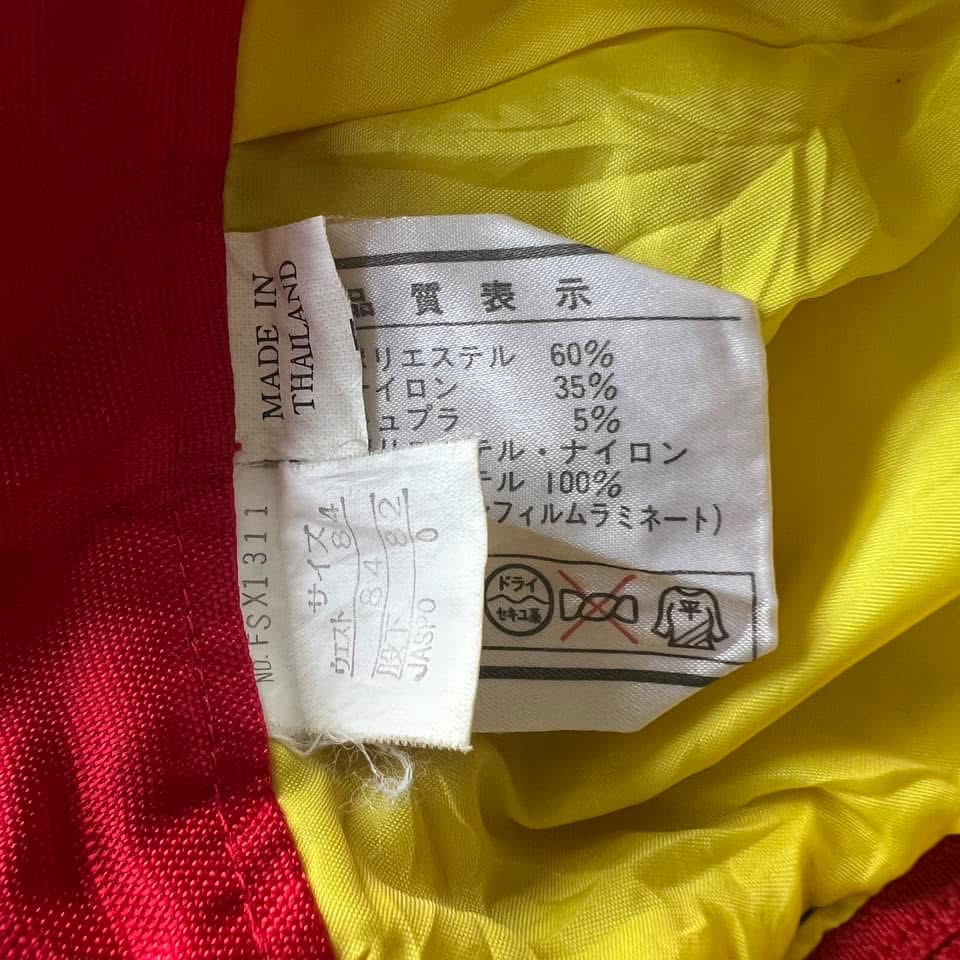 MADE IN
THAILAND
品質表示
ポリエステル 60%
ナイロン 35%
キュプラ 5%
テル・ナイロン
テル 100%
フィルムラミネート)
ドライ
セキユ系
平
NO.FSX1311
サイズ
84
ウエスト 84
股下 82
JASPO 0